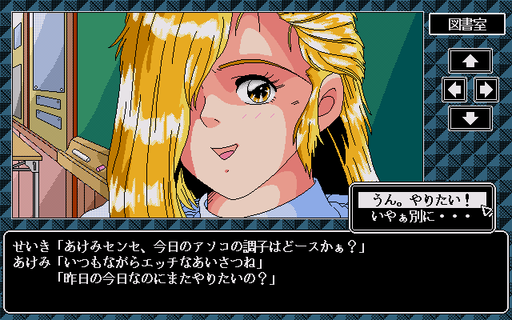 図書室
うん。やりたい!
いやぁ別に・・・
せいき「あけみセンセ、今日のアソコの調子はどースかぁ?」
あけみ「いつもながらエッチなあいさつね」
「昨日の今日なのにまたやりたいの?」